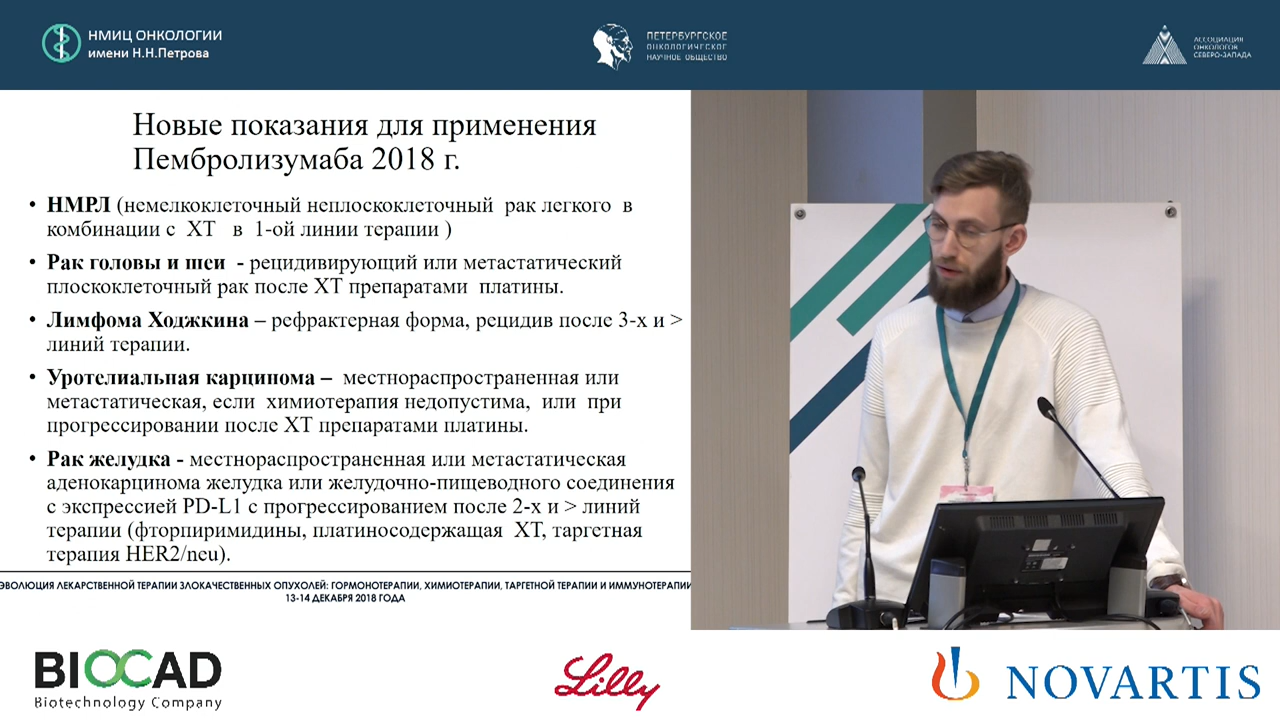 НМИЦ ОНКОЛОГИИ
имени Н.Н.Петрова
ПЕТЕРБУРГСКОЕ
ОНКОЛОГИЧЕСКОЕ
НАУЧНОЕ ОБЩЕСТВО
АССОЦИАЦИЯ
ОНКОЛОГОВ
СЕВЕРО-ЗАПАДА
Новые показания для применения
Пембролизумаба 2018 г.
• НМРЛ (немелкоклеточный неплоскоклеточный рак легкого в
комбинации с ХТ в 1-ой линии терапии )
• Рак головы и шеи - рецидивирующий или метастатический
плоскоклеточный рак после ХТ препаратами платины.
• Лимфома Ходжкина – рефрактерная форма, рецидив после 3-х и >
линий терапии.
• Уротелиальная карцинома – местнораспространенная или
метастатическая, если химиотерапия недопустима, или при
прогрессировании после ХТ препаратами платины.
• Рак желудка - местнораспространенная или метастатическая
аденокарцинома желудка или желудочно-пищеводного соединения
с экспрессией PD-L1 с прогрессированием после 2-х и > линий
терапии (фторпиримидины, платиносодержащая ХТ, таргетная
терапия HER2/neu).
ЭВОЛЮЦИЯ ЛЕКАРСТВЕННОЙ ТЕРАПИИ ЗЛОКАЧЕСТВЕННЫХ ОПУХОЛЕЙ: ГОРМОНОТЕРАПИИ, ХИМИОТЕРАПИИ, ТАРГЕТНОЙ ТЕРАПИИ И ИММУНОТЕРАПИИ
13-14 ДЕКАБРЯ 2018 ГОДА
BIOCAD
Biotechnology Company
Lilly
NOVARTIS